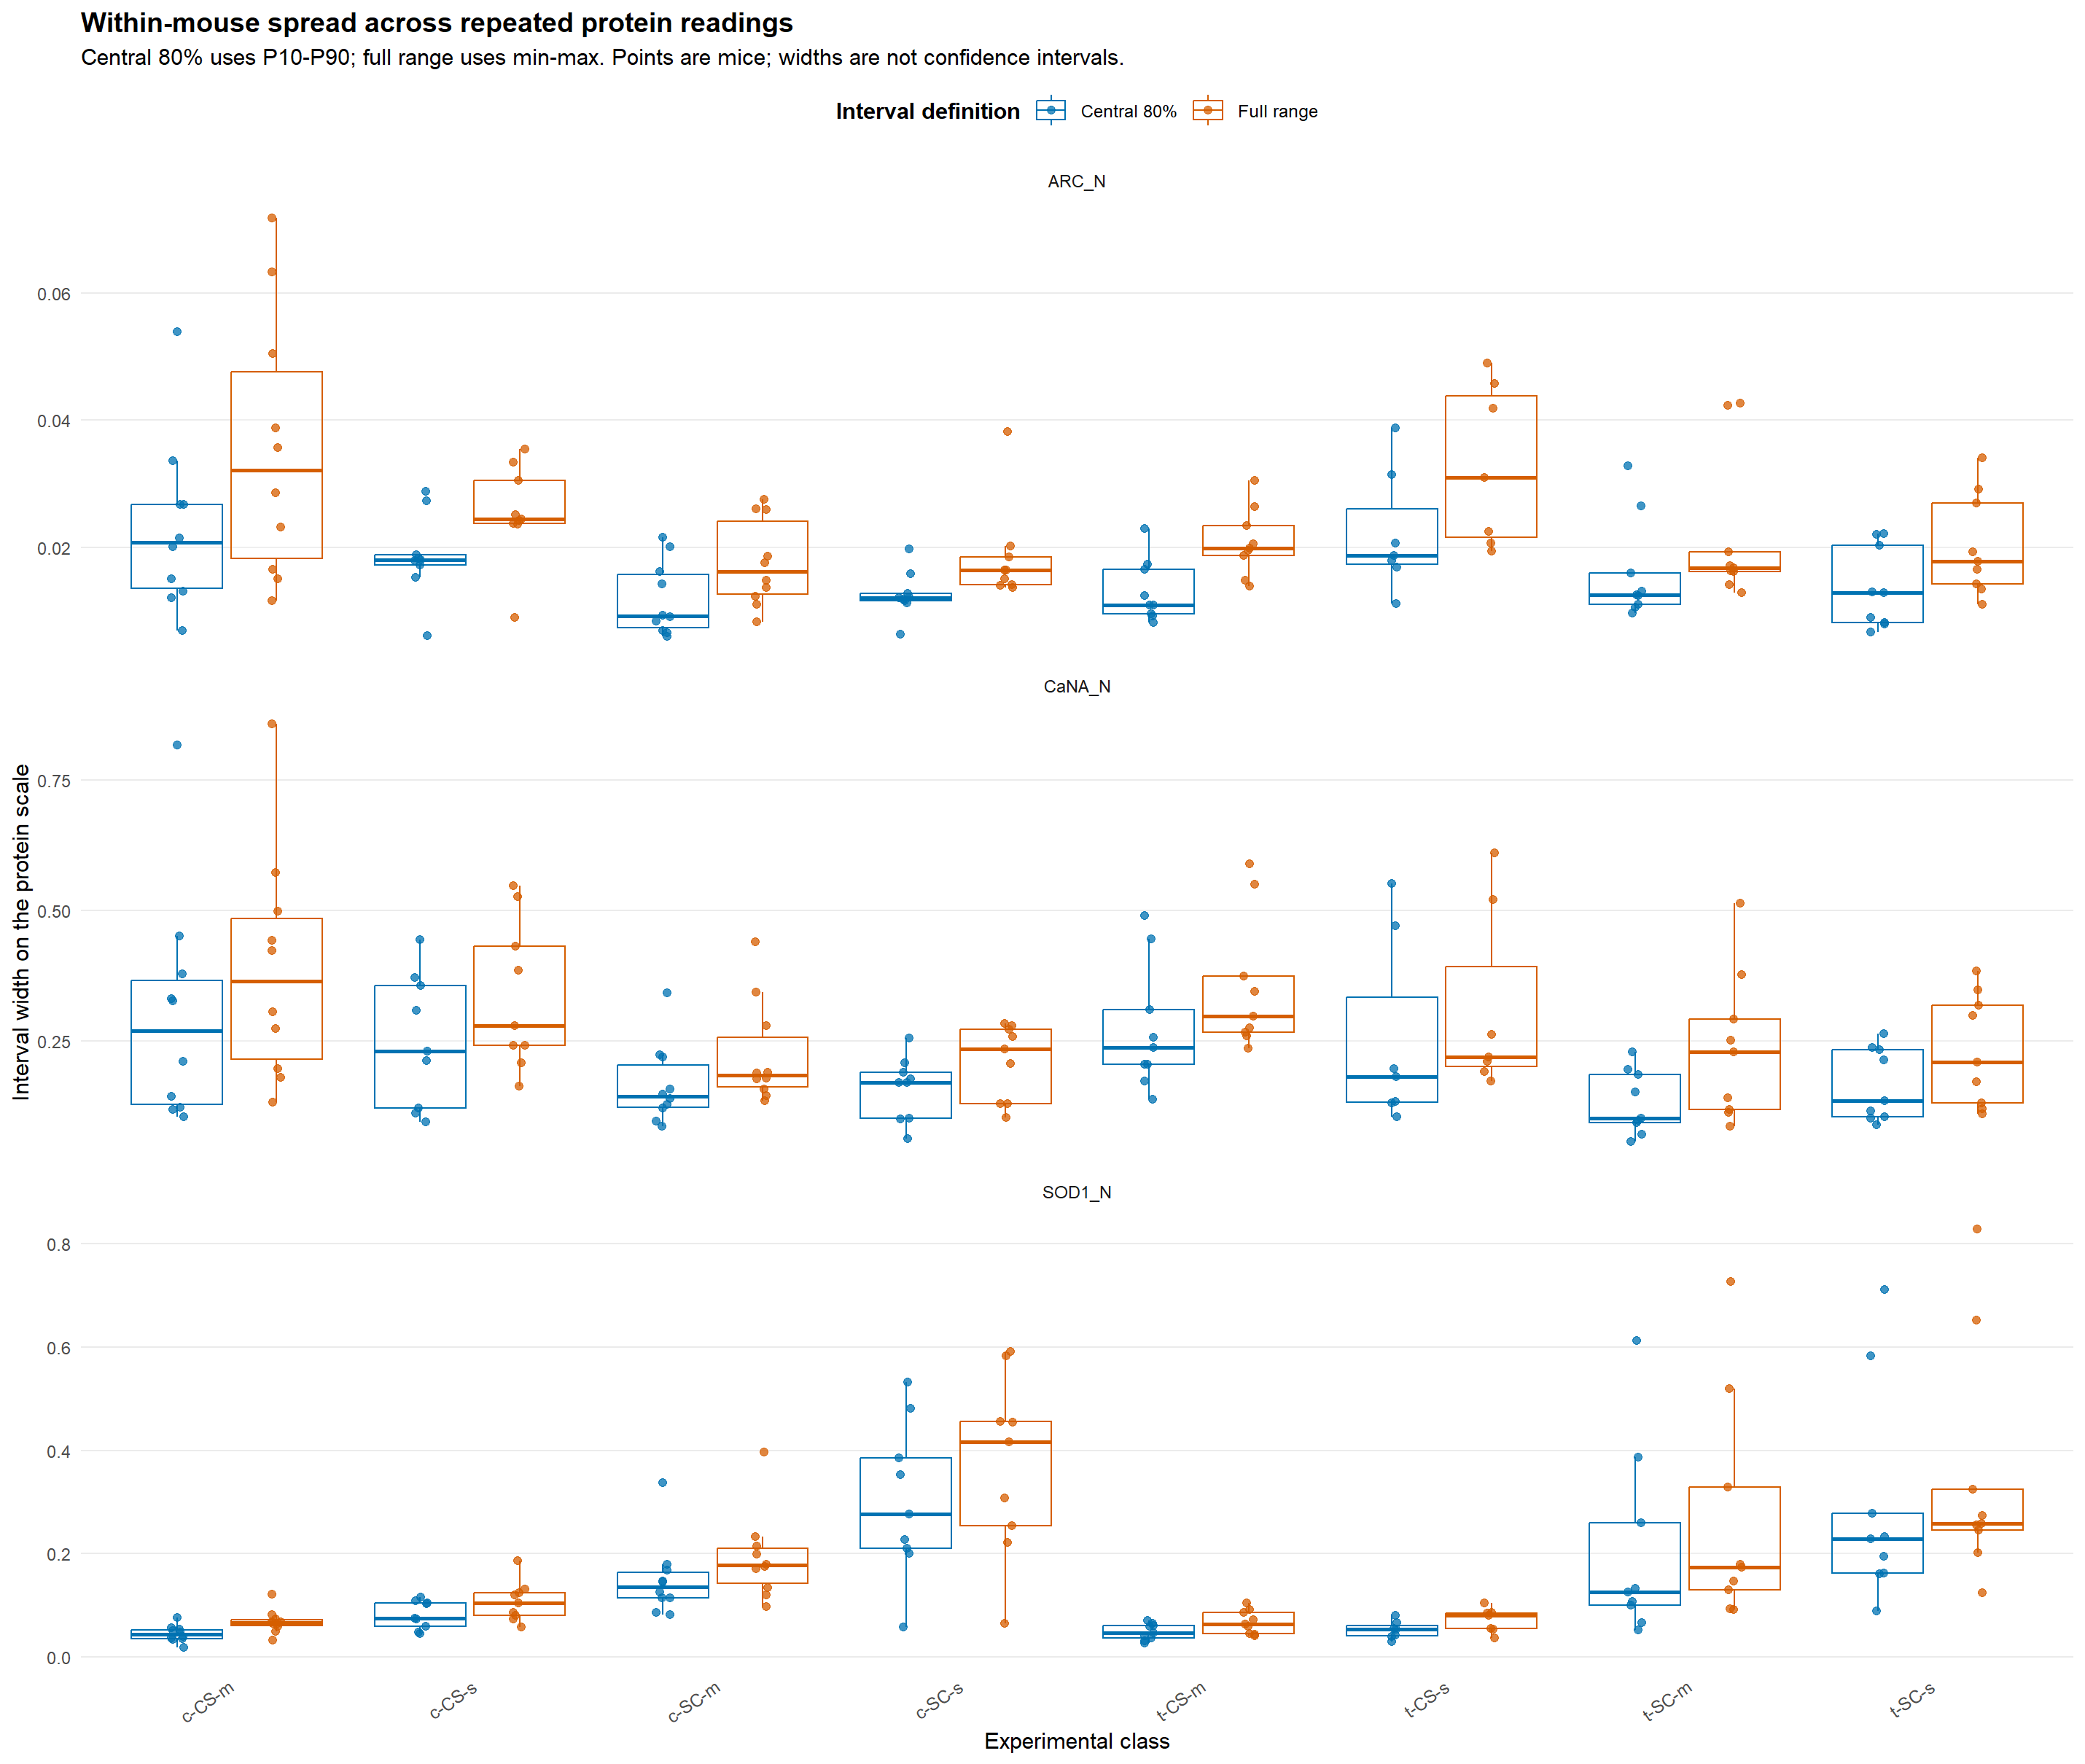 Within-mouse spread across repeated protein readings
Central 80% uses P10-P90; full range uses min-max. Points are mice; widths are not confidence intervals.
Interval definition Central 80% Full range
ARC_N
0.06
0.04
0.02
CaNA_N
0.75
0.50
0.25
Interval width on the protein scale
SOD1_N
0.8
0.6
0.4
0.2
0.0
c-CS-m c-CS-s c-SC-m c-SC-s t-CS-m t-CS-s t-SC-m t-SC-s
Experimental class